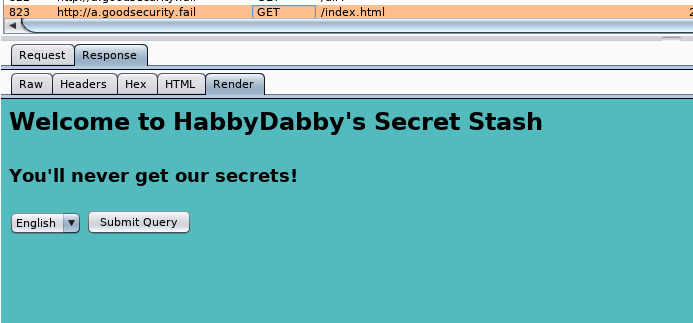 823 http://a.goodsecurity.fail GET /index.html 2
Request Response
Raw Headers Hex HTML Render
Welcome to HabbyDabby's Secret Stash
You'll never get our secrets!
English Submit Query